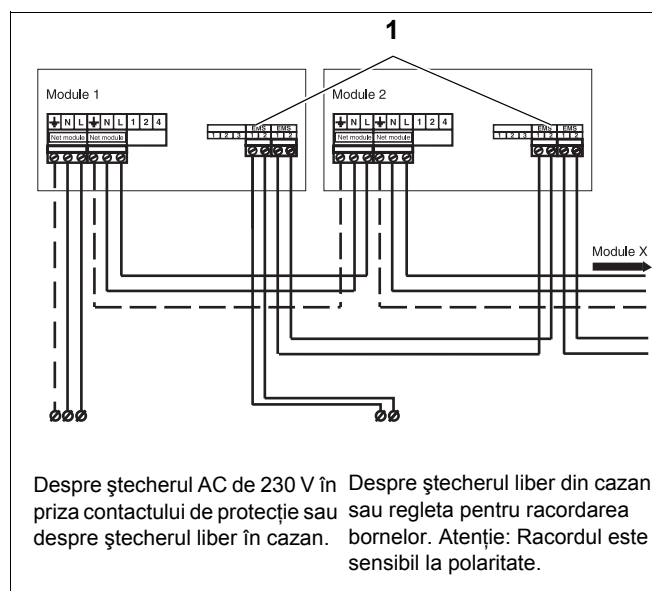 1
Module 1
Module 2
⏚ N L ⏚ N L 1 2 4
Net module Net module
EMS EMS
1 2 3 1 2 1 2
⏚ N L ⏚ N L 1 2 4
Net module Net module
EMS EMS
1 2 3 1 2 1 2
Module X
Despre ştecherul AC de 230 V în
priza contactului de protecţie sau
despre ştecherul liber în cazan.
Despre ştecherul liber din cazan
sau regleta pentru racordarea
bornelor. Atenţie: Racordul este
sensibil la polaritate.